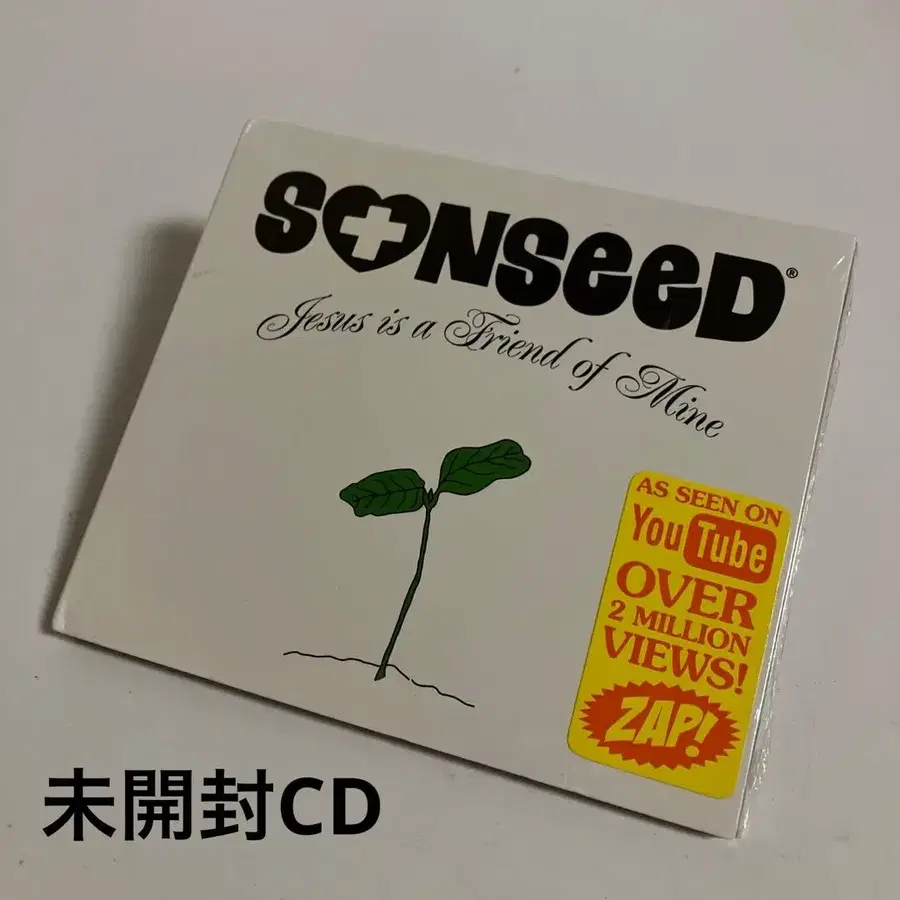 SONSEED®
Jesus is a Friend of Mine
AS SEEN ON
YouTube
OVER
2 MILLION
VIEWS!
ZAP!
未開封CD